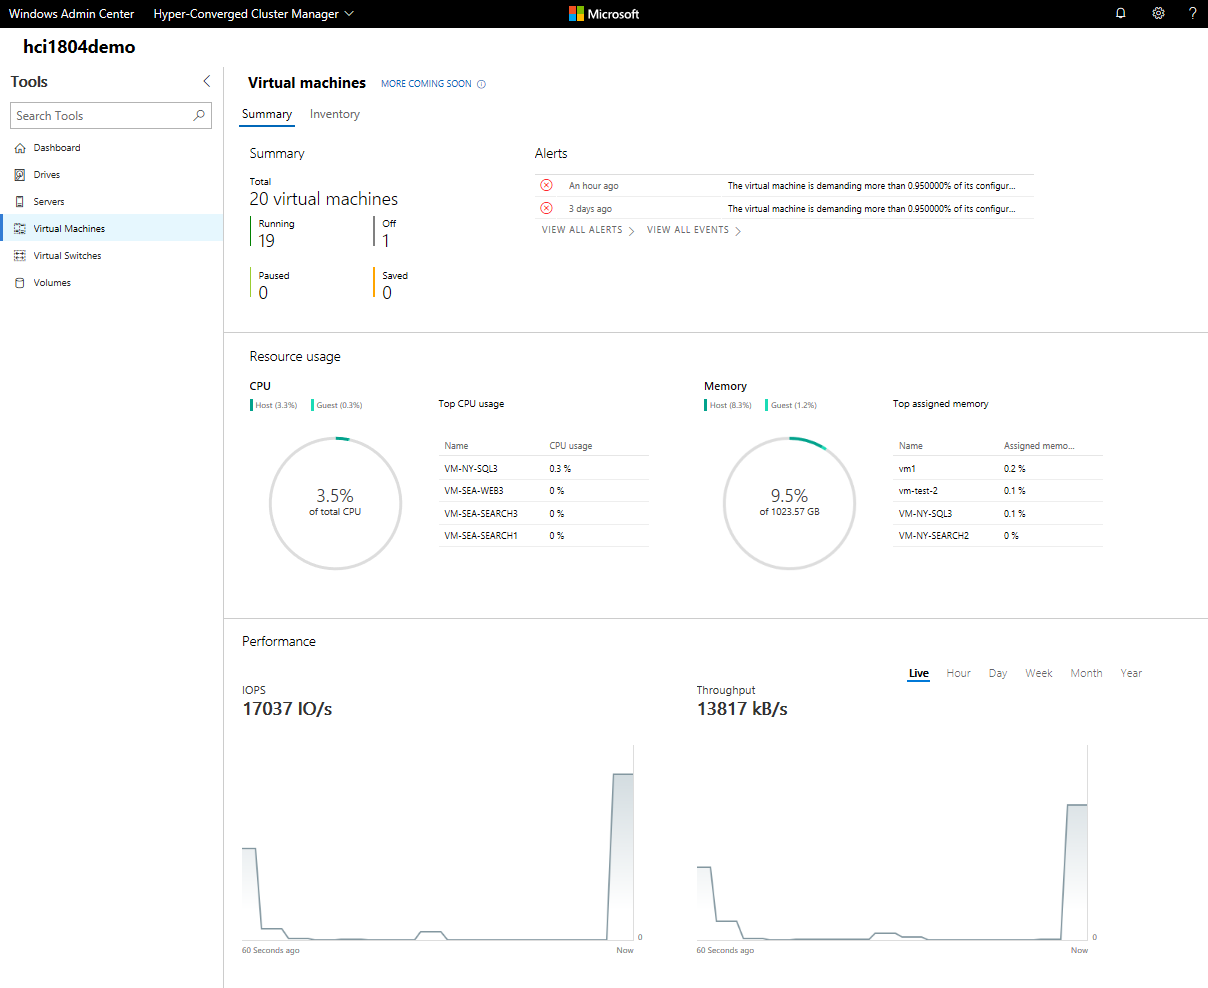 Windows Admin Center Hyper-Converged Cluster Manager Microsoft ?
hci1804demo
Tools
Search Tools
Dashboard
Drives
Servers
Virtual Machines
Virtual Switches
Volumes
Virtual machines MORE COMING SOON
Summary Inventory
Summary
Total
20 virtual machines
Running
19
Off
1
Paused
0
Saved
0
Alerts
An hour ago The virtual machine is demanding more than 0.950000% of its configur...
3 days ago The virtual machine is demanding more than 0.950000% of its configur...
VIEW ALL ALERTS VIEW ALL EVENTS
Resource usage
CPU
Host (3.3%) Guest (0.3%)
3.5%
of total CPU
Top CPU usage
Name CPU usage
VM-NY-SQL3 0.3 %
VM-SEA-WEB3 0 %
VM-SEA-SEARCH3 0 %
VM-SEA-SEARCH1 0 %
Memory
Host (8.3%) Guest (1.2%)
9.5%
of 1023.57 GB
Top assigned memory
Name Assigned memo...
vm1 0.2 %
vm-test-2 0.1 %
VM-NY-SQL3 0.1 %
VM-NY-SEARCH2 0 %
Performance
Live Hour Day Week Month Year
IOPS
17037 IO/s
0
60 Seconds ago Now
Throughput
13817 kB/s
0
60 Seconds ago Now